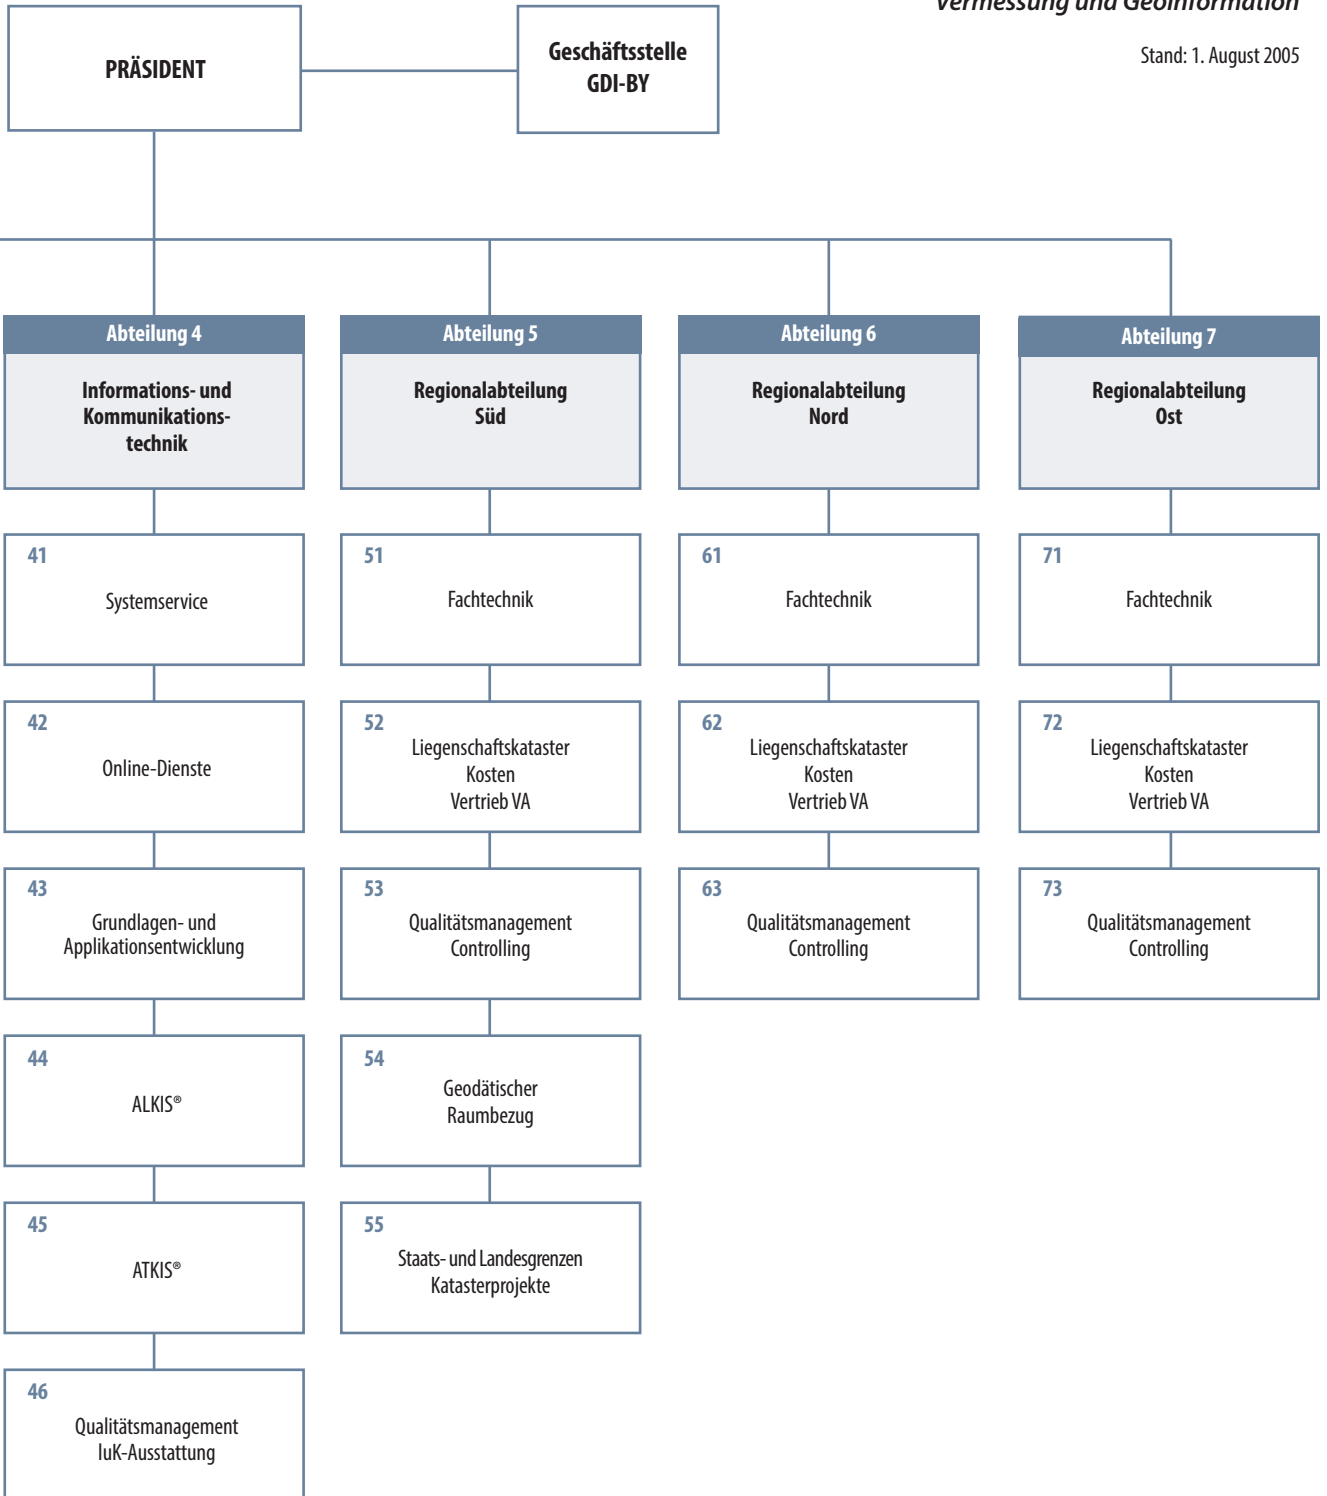 Vermessung und Geoinformation
Stand: 1. August 2005
PRÄSIDENT
Geschäftsstelle
GDI-BY
Abteilung 4
Informations- und
Kommunikations-
technik
41
Systemservice
42
Online-Dienste
43
Grundlagen- und
Applikationsentwicklung
44
ALKIS®
45
ATKIS®
46
Qualitätsmanagement
IuK-Ausstattung
Abteilung 5
Regionalabteilung
Süd
51
Fachtechnik
52
Liegenschaftskataster
Kosten
Vertrieb VA
53
Qualitätsmanagement
Controlling
54
Geodätischer
Raumbezug
55
Staats- und Landesgrenzen
Katasterprojekte
Abteilung 6
Regionalabteilung
Nord
61
Fachtechnik
62
Liegenschaftskataster
Kosten
Vertrieb VA
63
Qualitätsmanagement
Controlling
Abteilung 7
Regionalabteilung
Ost
71
Fachtechnik
72
Liegenschaftskataster
Kosten
Vertrieb VA
73
Qualitätsmanagement
Controlling